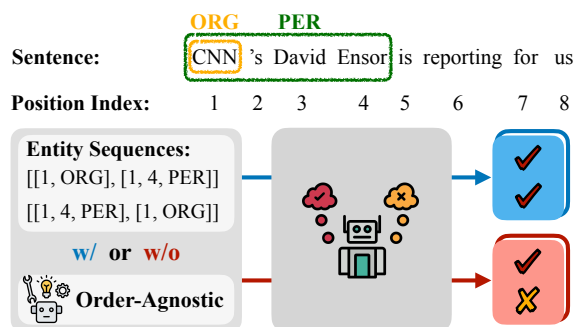 ORG PER
Sentence: CNN 's David Ensor is reporting for us
Position Index: 1 2 3 4 5 6 7 8
Entity Sequences:
[[1, ORG], [1, 4, PER]]
[[1, 4, PER], [1, ORG]]
w/ or w/o
Order-Agnostic